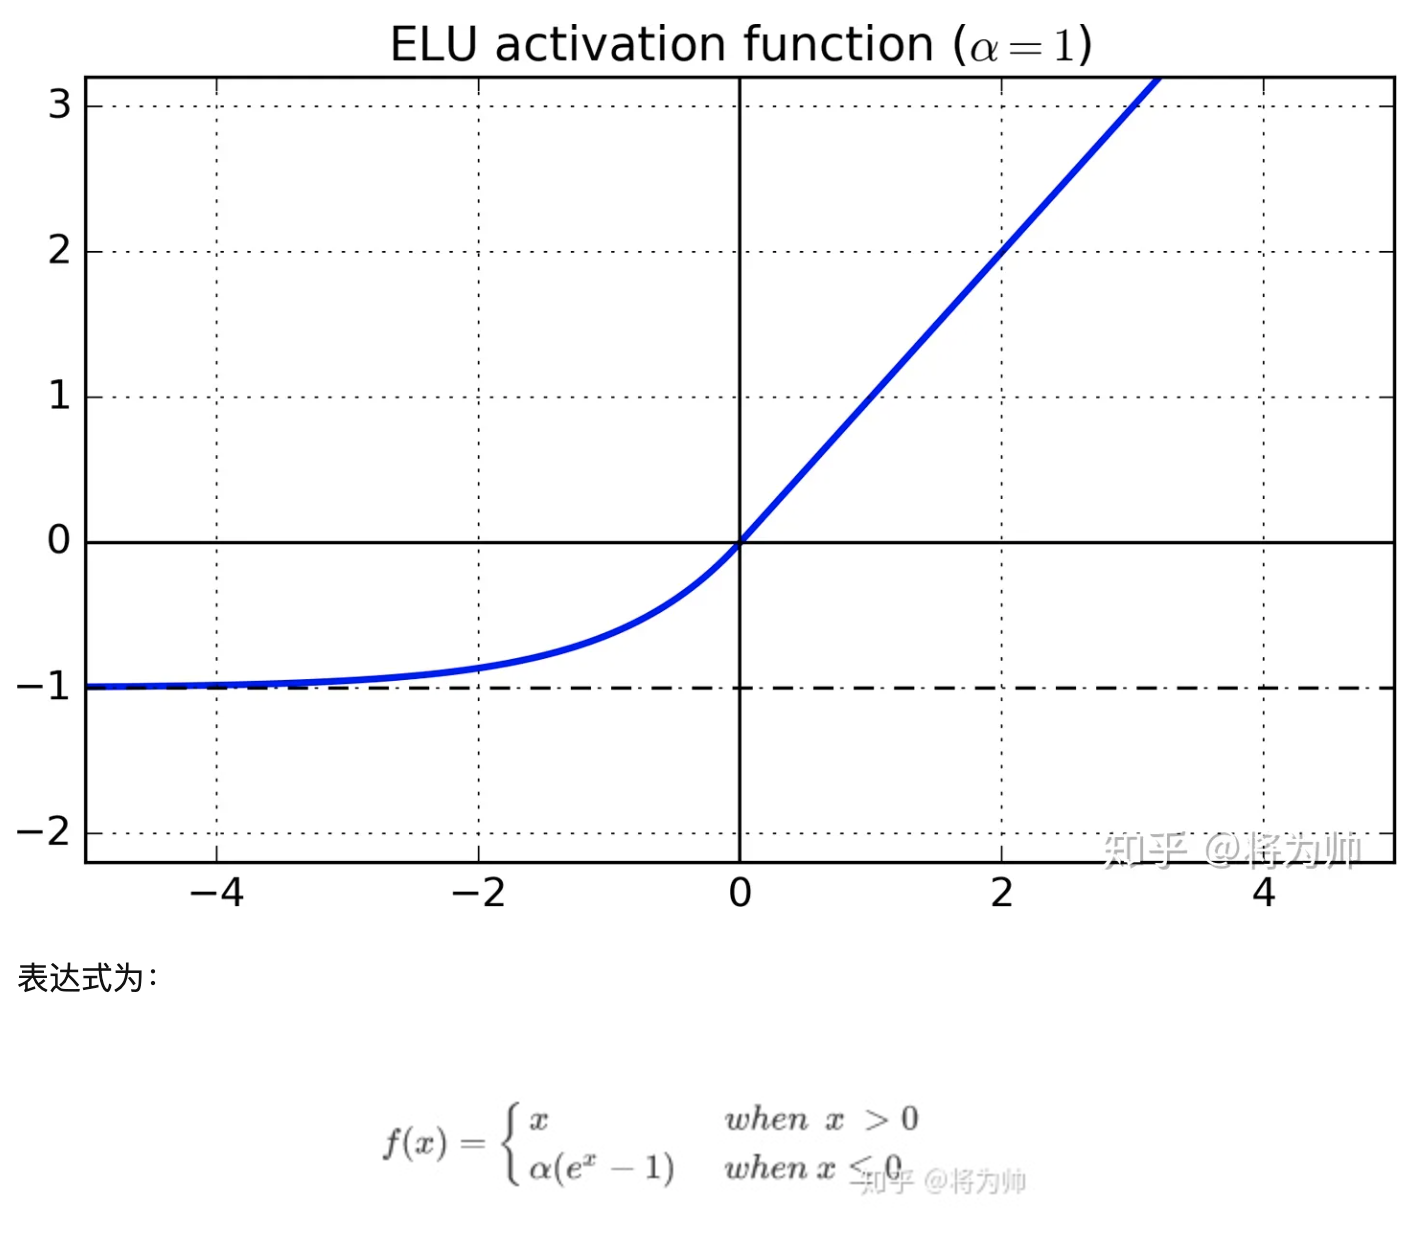 ELU activation function (α = 1)
3
2
1
0
−1
−2
−4 −2 0 2 4
知乎 @将为帅
表达式为：
f(x) = { x when x > 0
α(eˣ − 1) when x ≤ 0
知乎 @将为帅